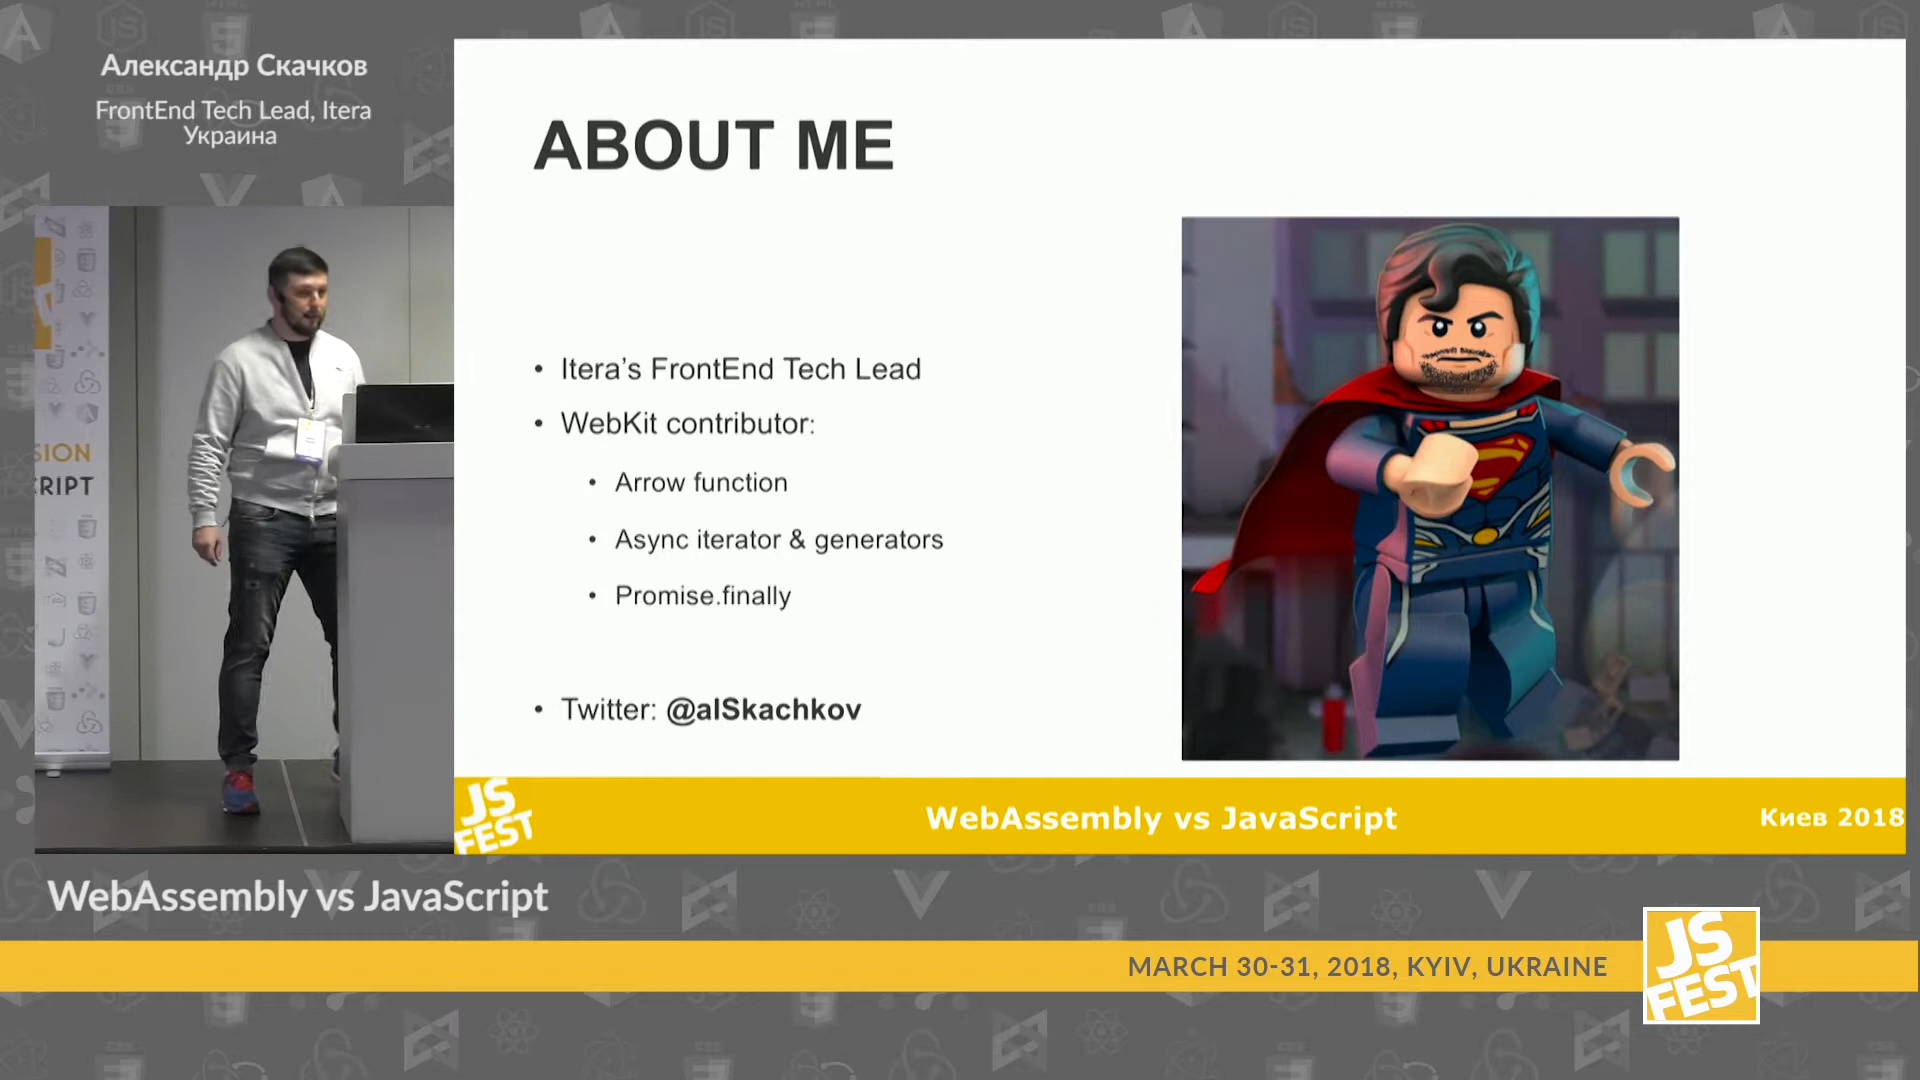 Александр Скачков
FrontEnd Tech Lead, Itera
Украина
ABOUT ME
• Itera’s FrontEnd Tech Lead
• WebKit contributor:
• Arrow function
• Async iterator & generators
• Promise.finally
• Twitter: @alSkachkov
SION
RIPT
JS
FEST
WebAssembly vs JavaScript
Киев 2018
WebAssembly vs JavaScript
MARCH 30-31, 2018, KYIV, UKRAINE
JS
FEST